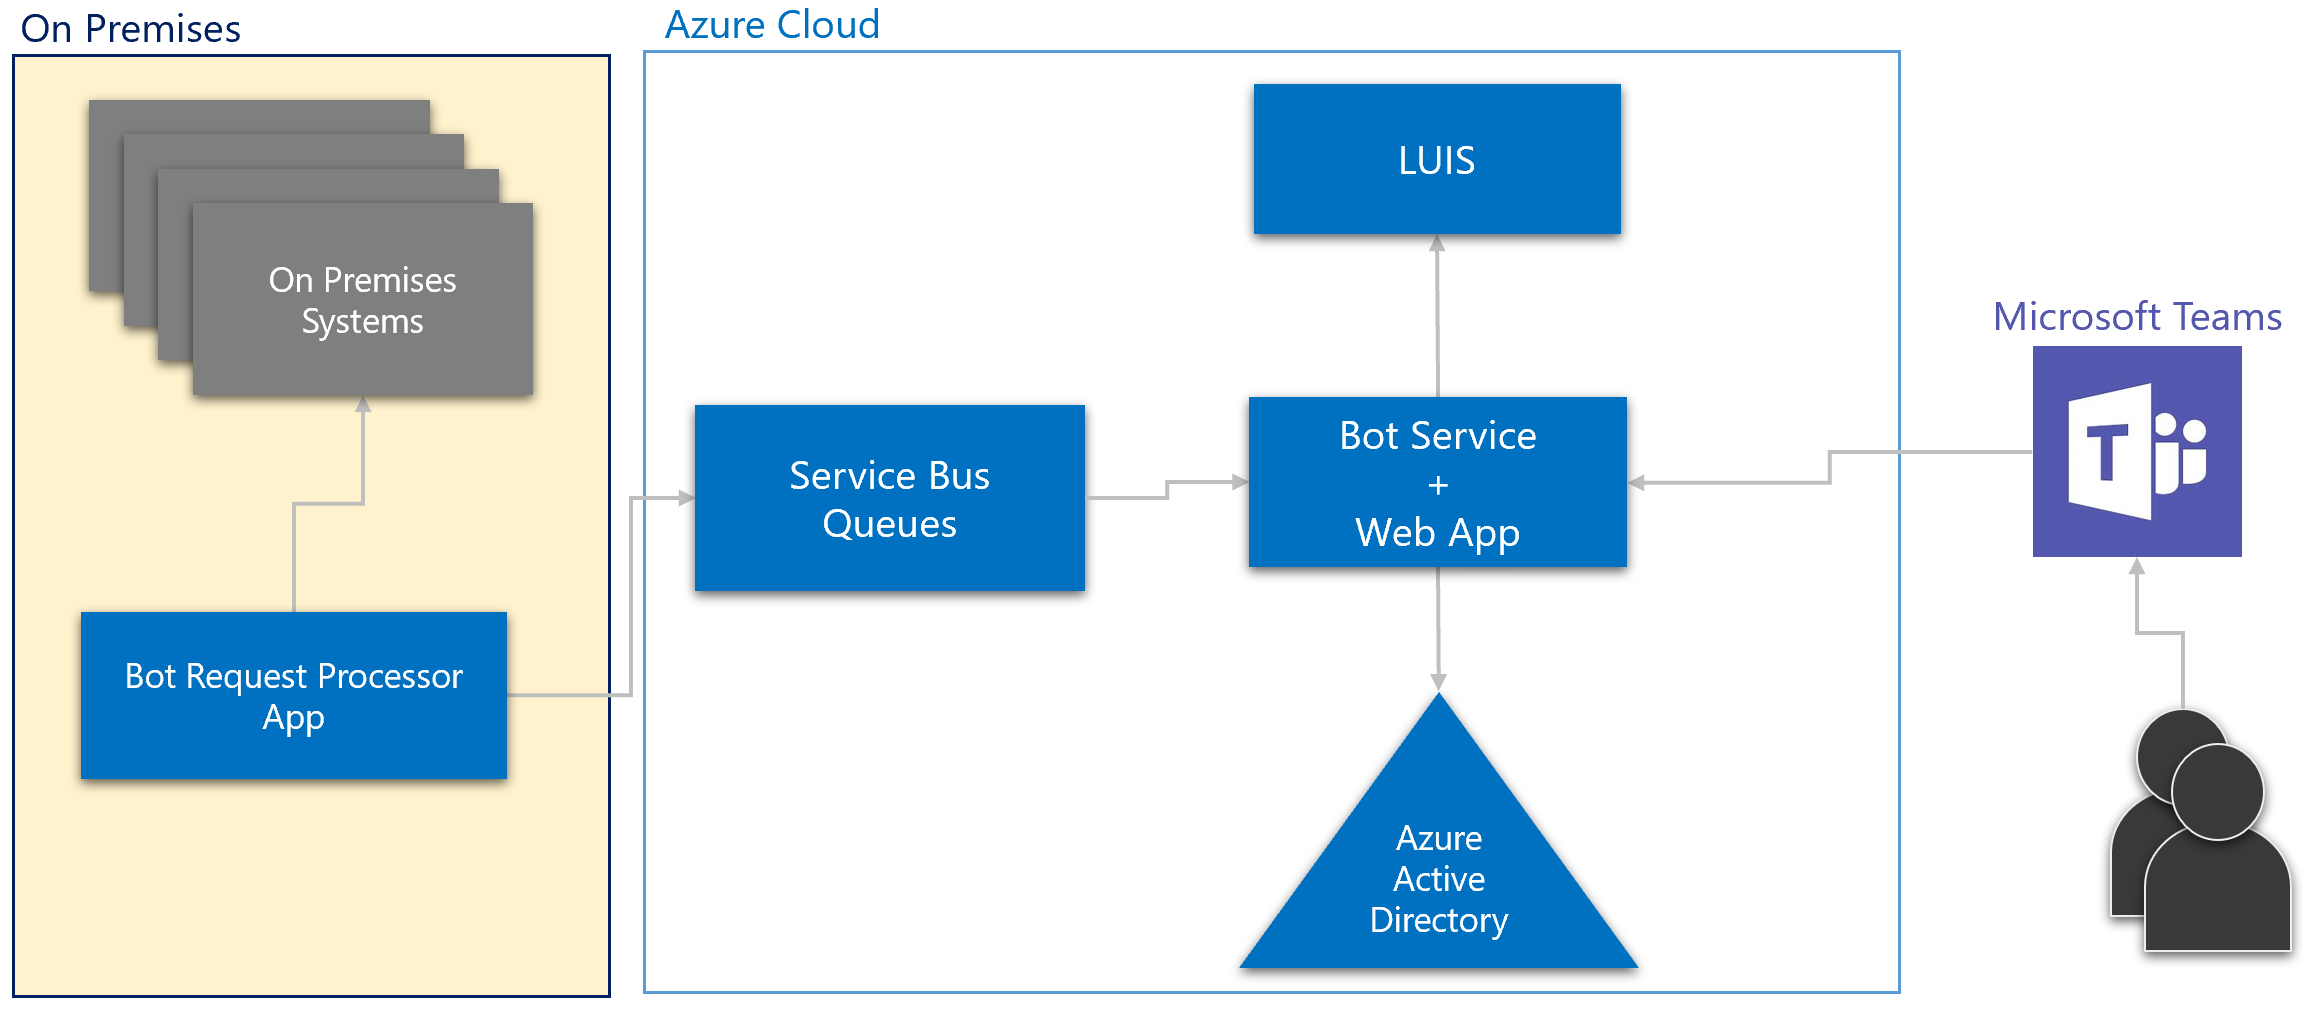 On Premises
Azure Cloud
LUIS
On Premises
Systems
Microsoft Teams
T
Service Bus
Queues
Bot Service
+
Web App
Bot Request Processor
App
Azure
Active
Directory